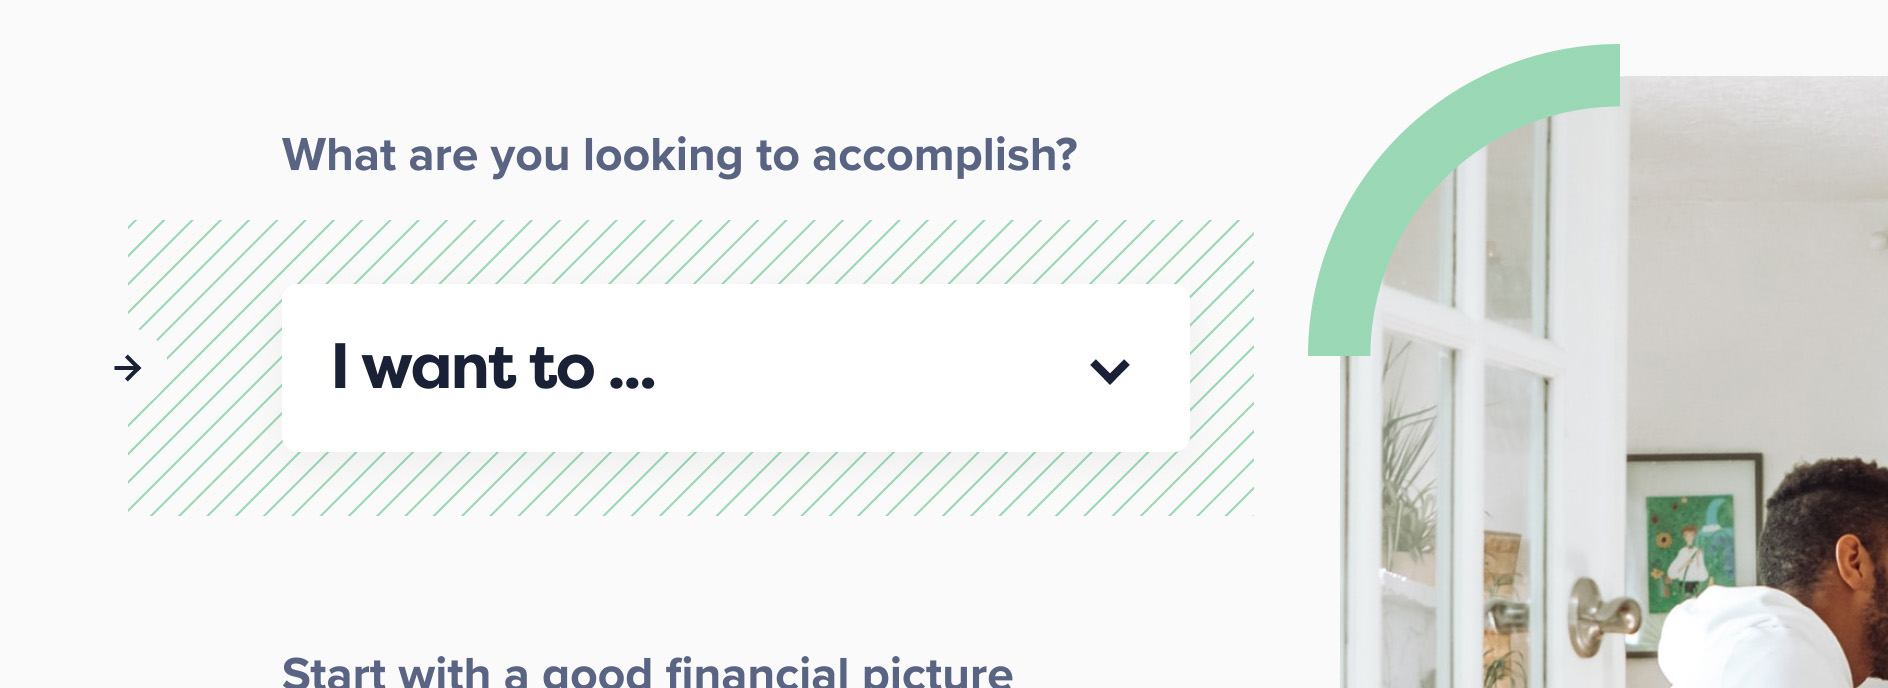 What are you looking to accomplish?
I want to ...
Start with a good financial picture